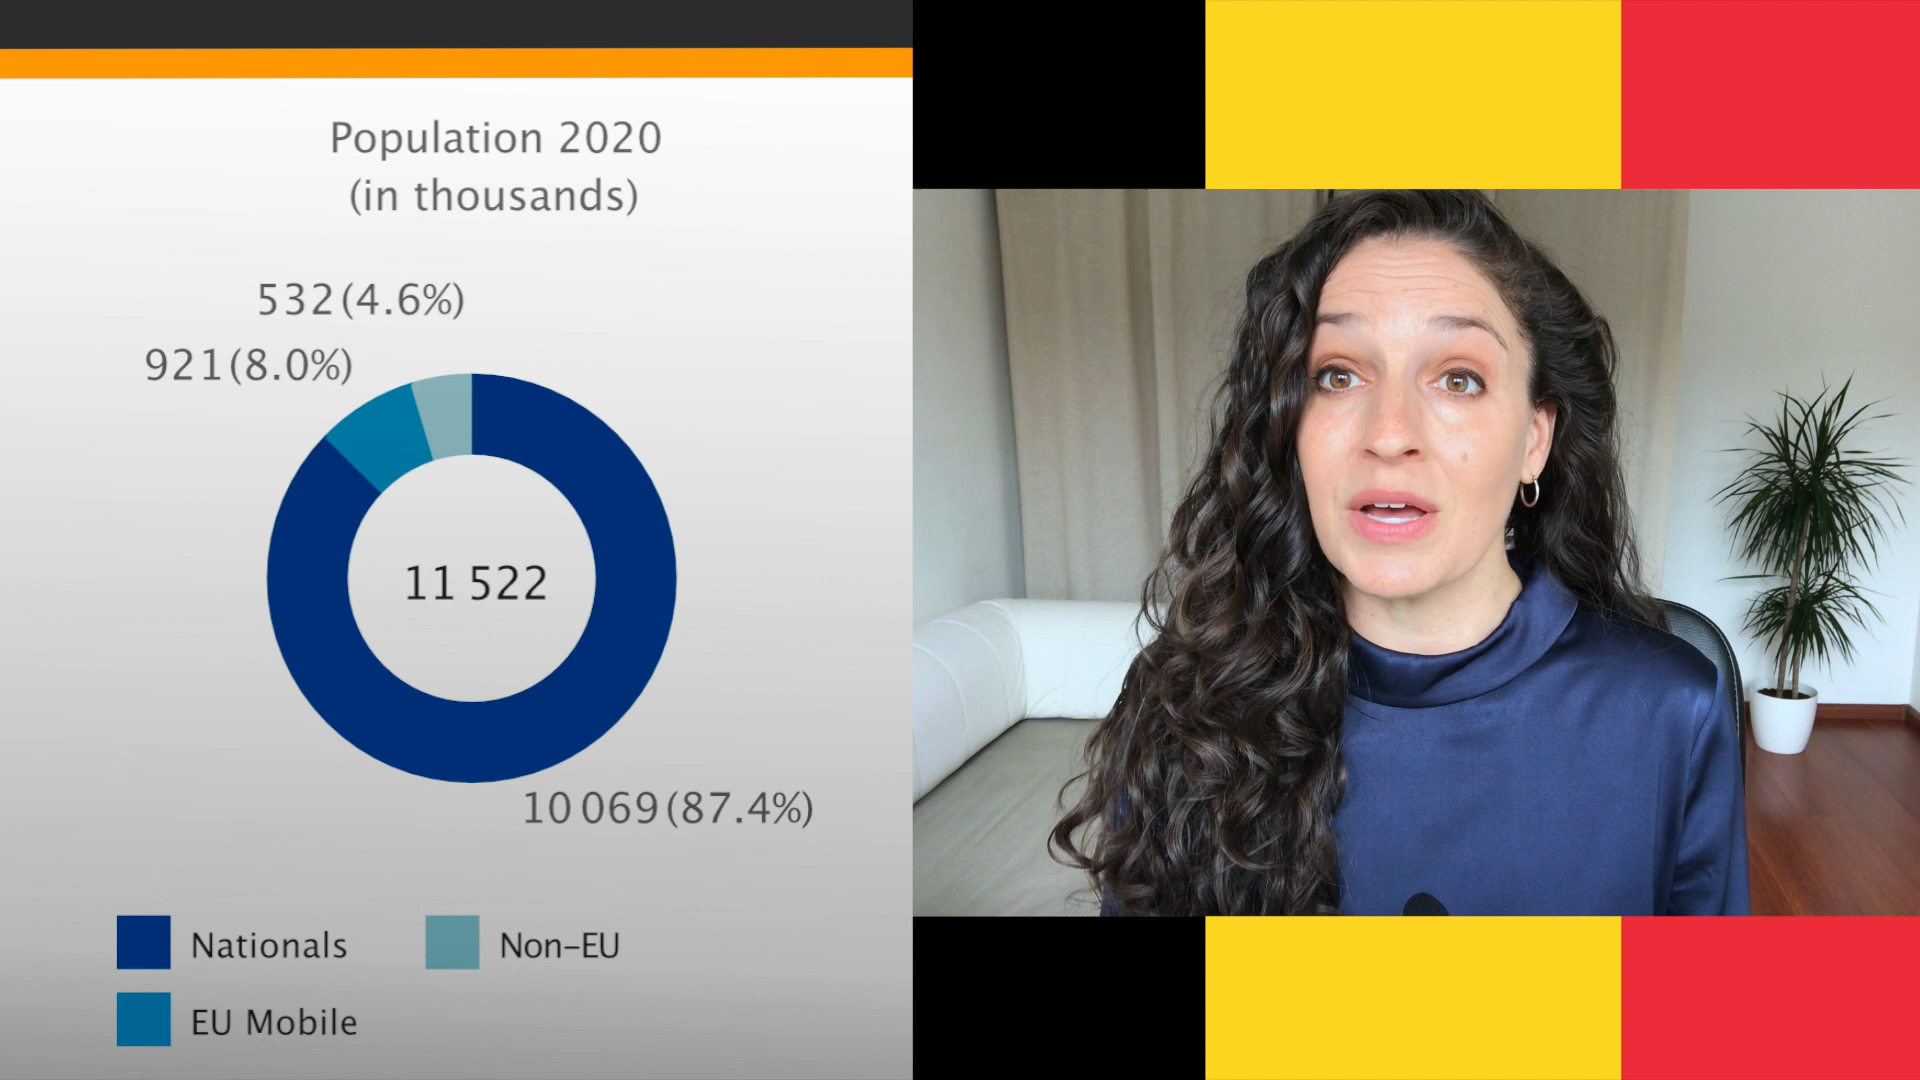 Population 2020
(in thousands)
532 (4.6%)
921 (8.0%)
11 522
10 069 (87.4%)
Nationals
Non-EU
EU Mobile